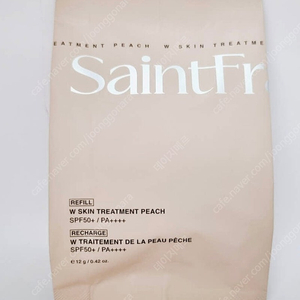 EATMENT PEACH W SKIN TREATME
SaintFr
REFILL
W SKIN TREATMENT PEACH
SPF50+ / PA++++
RECHARGE
W TRAITEMENT DE LA PEAU PÊCHE
SPF50+ / PA++++
℮ 12 g / 0.42 oz.